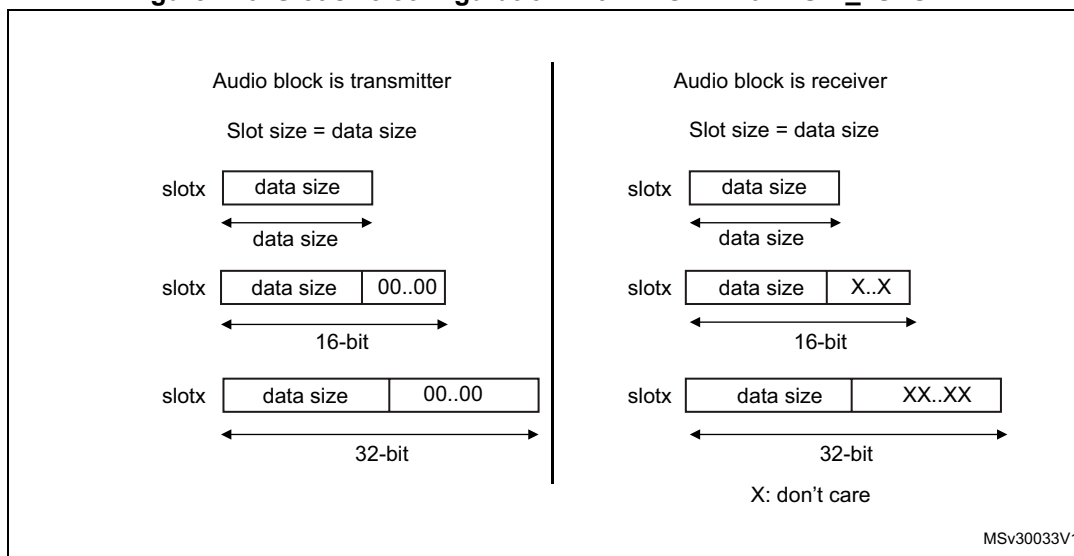 Audio block is transmitter
Slot size = data size
slotx data size
data size
slotx data size 00..00
16-bit
slotx data size 00..00
32-bit
Audio block is receiver
Slot size = data size
slotx data size
data size
slotx data size X..X
16-bit
slotx data size XX..XX
32-bit
X: don't care
MSv30033V1